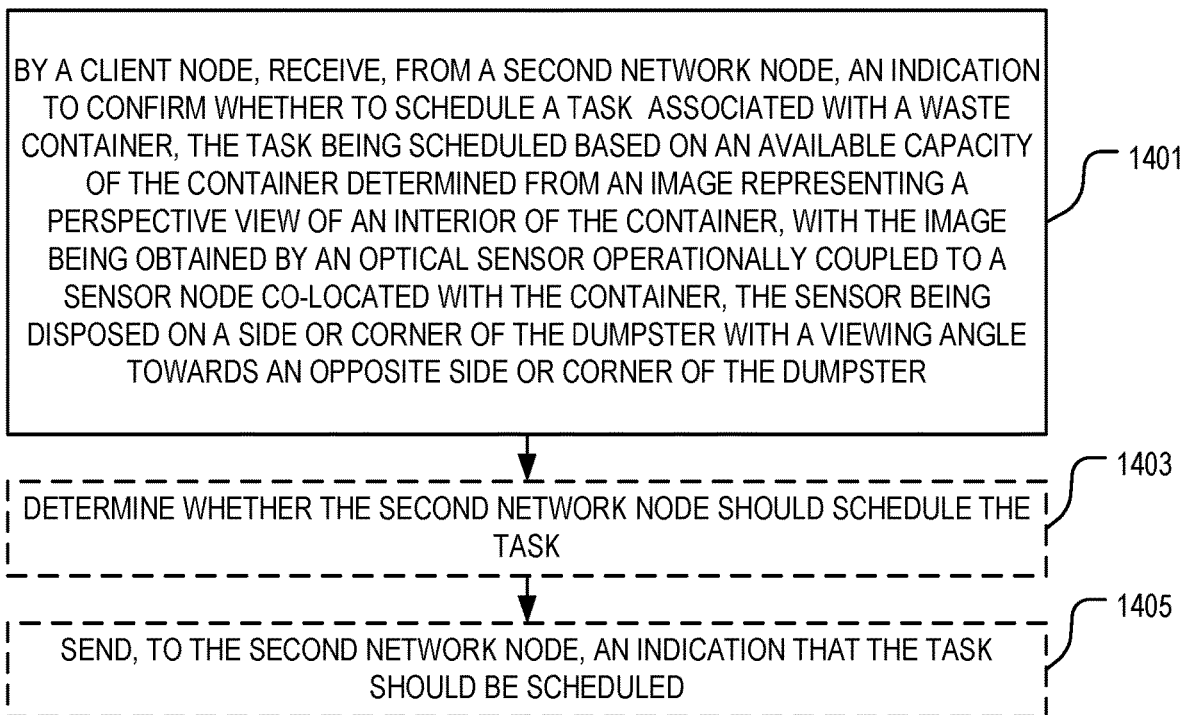 BY A CLIENT NODE, RECEIVE, FROM A SECOND NETWORK NODE, AN INDICATION
TO CONFIRM WHETHER TO SCHEDULE A TASK ASSOCIATED WITH A WASTE
CONTAINER, THE TASK BEING SCHEDULED BASED ON AN AVAILABLE CAPACITY
OF THE CONTAINER DETERMINED FROM AN IMAGE REPRESENTING A
PERSPECTIVE VIEW OF AN INTERIOR OF THE CONTAINER, WITH THE IMAGE
BEING OBTAINED BY AN OPTICAL SENSOR OPERATIONALLY COUPLED TO A
SENSOR NODE CO-LOCATED WITH THE CONTAINER, THE SENSOR BEING
DISPOSED ON A SIDE OR CORNER OF THE DUMPSTER WITH A VIEWING ANGLE
TOWARDS AN OPPOSITE SIDE OR CORNER OF THE DUMPSTER
1401
DETERMINE WHETHER THE SECOND NETWORK NODE SHOULD SCHEDULE THE
TASK
1403
SEND, TO THE SECOND NETWORK NODE, AN INDICATION THAT THE TASK
SHOULD BE SCHEDULED
1405